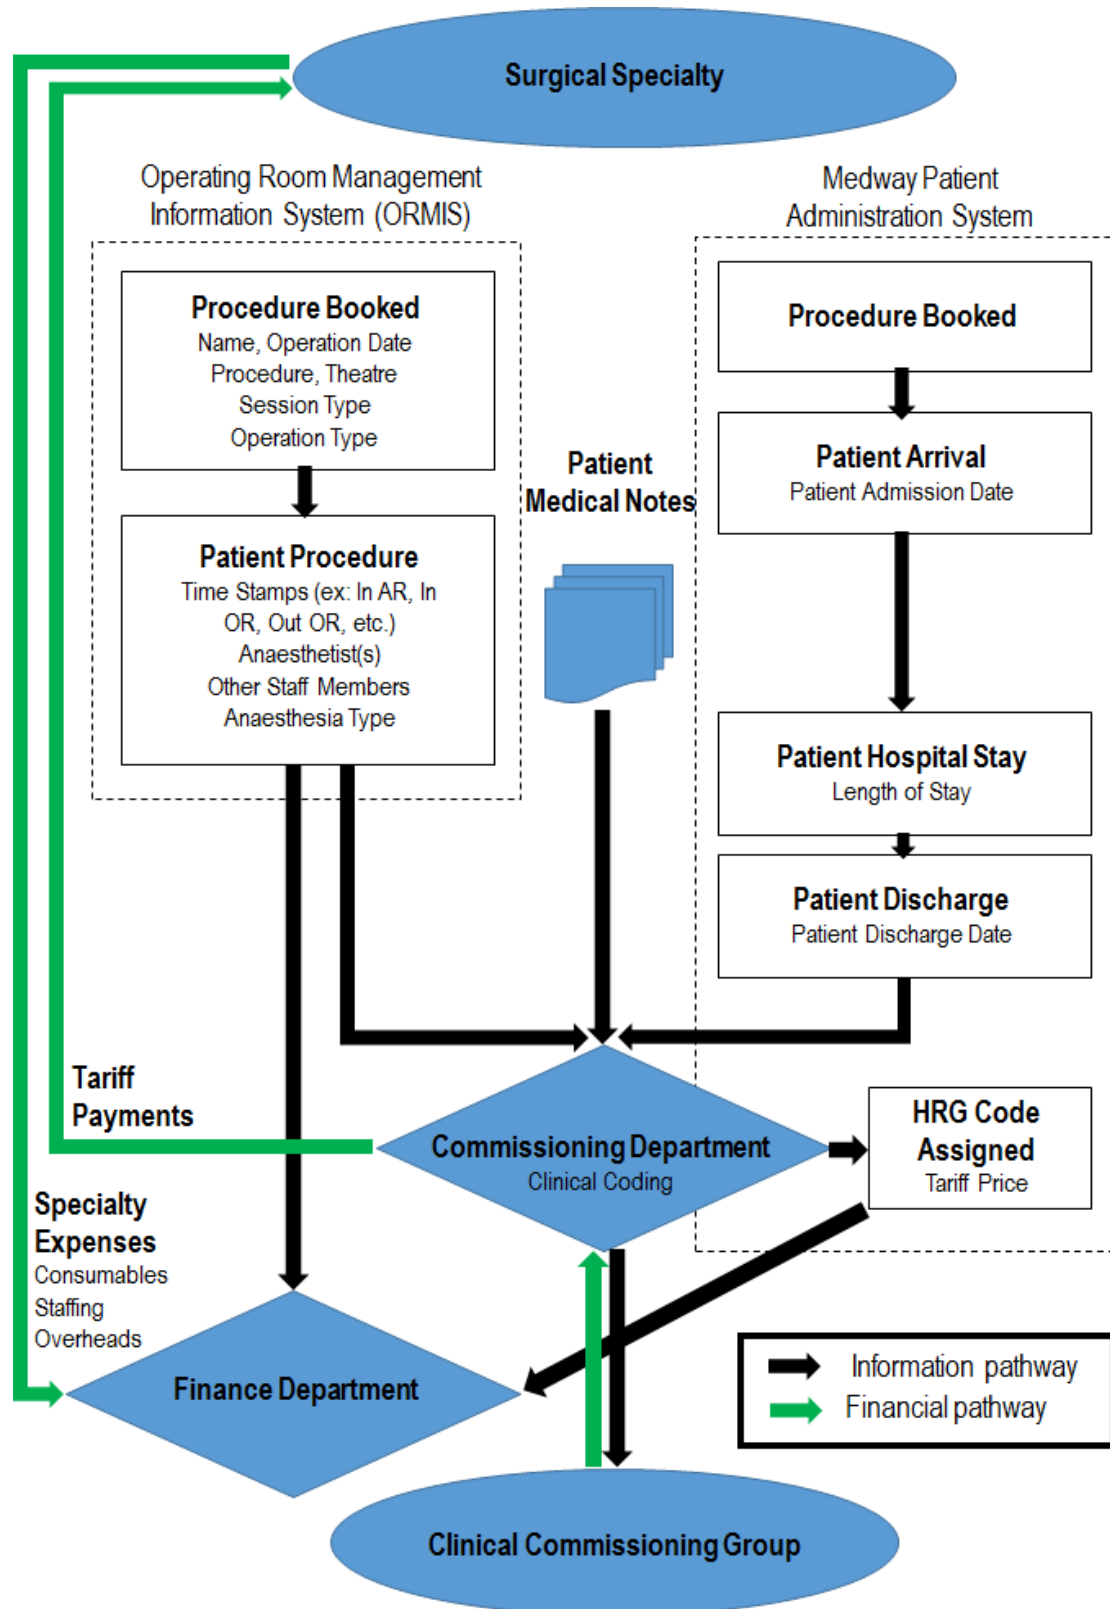 Surgical Specialty
Operating Room Management
Information System (ORMIS)
Medway Patient
Administration System
Procedure Booked
Name, Operation Date
Procedure, Theatre
Session Type
Operation Type
Procedure Booked
Patient Arrival
Patient Admission Date
Patient
Medical Notes
Patient Procedure
Time Stamps (ex: In AR, In
OR, Out OR, etc.)
Anaesthetist(s)
Other Staff Members
Anaesthesia Type
Patient Hospital Stay
Length of Stay
Patient Discharge
Patient Discharge Date
Tariff
Payments
Commissioning Department
Clinical Coding
HRG Code
Assigned
Tariff Price
Specialty
Expenses
Consumables
Staffing
Overheads
Finance Department
Information pathway
Financial pathway
Clinical Commissioning Group